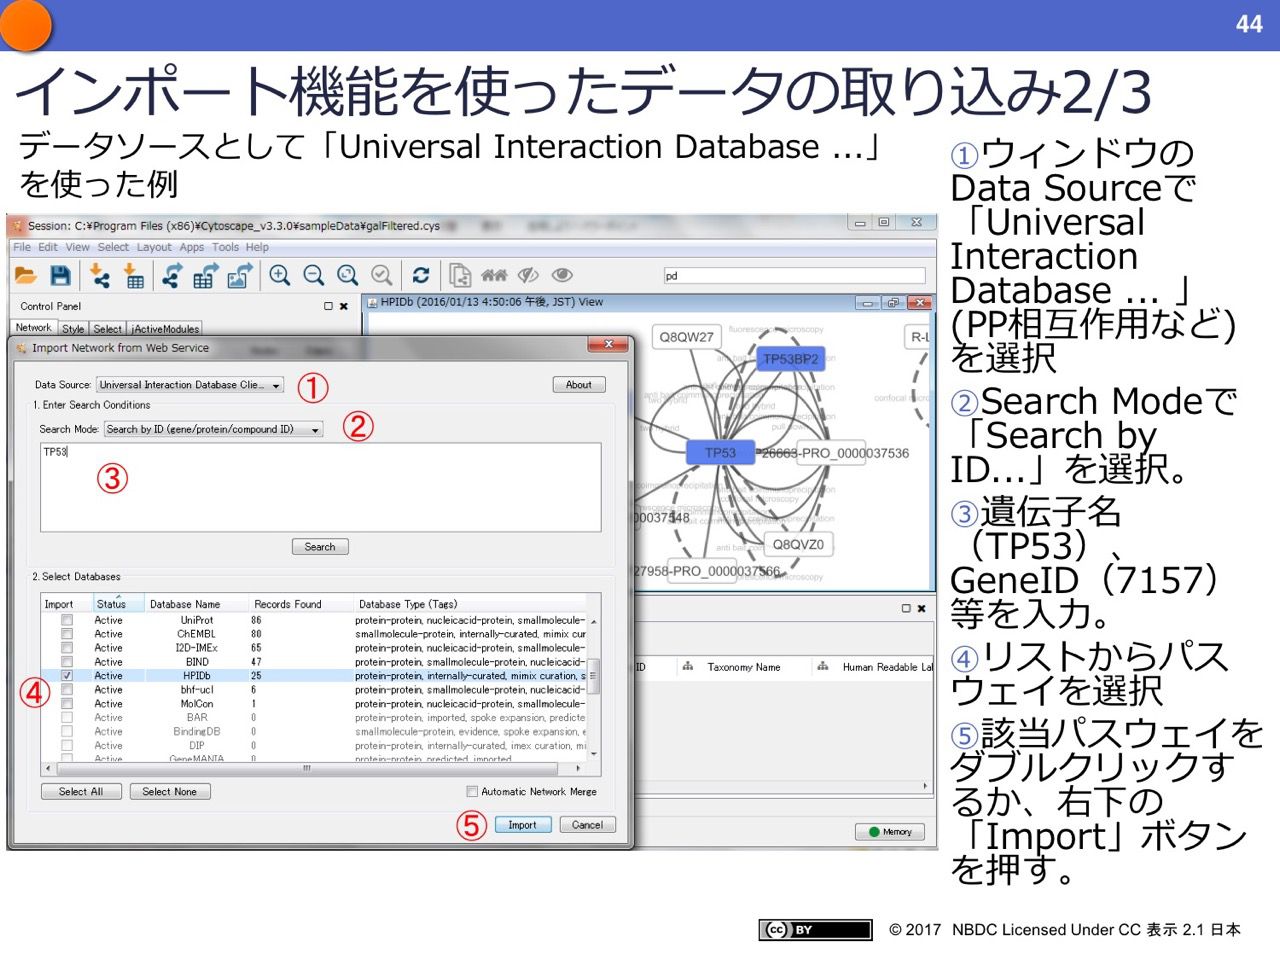 44
インポート機能を使ったデータの取り込み2/3
データソースとして「Universal Interaction Database ...」
を使った例
①ウィンドウの
Data Sourceで
「Universal
Interaction
Database ... 」
(PP相互作用など)
を選択
②Search Modeで
「Search by
ID...」を選択。
③遺伝子名
（TP53）、
GeneID（7157）
等を入力。
④リストからパス
ウェイを選択
⑤該当パスウェイを
ダブルクリックす
るか、右下の
「Import」ボタン
を押す。
Session: C:¥Program Files (x86)¥Cytoscape_v3.3.0¥sampleData¥galFiltered.cys
File Edit View Select Layout Apps Tools Help
pd
Control Panel
Network Style Select jActiveModules
HPIDb (2016/01/13 4:50:06 午後, JST) View
Q8QW27
fluorescence microscopy
TP53BP2
R-L
confocal m
TP53
P26663-PRO_0000037536
0000037548
Q8QVZ0
27958-PRO_0000037566
Import Network from Web Service
Data Source: Universal Interaction Database Clie... ① About
1. Enter Search Conditions
Search Mode: Search by ID (gene/protein/compound ID) ②
TP53
③
Search
2. Select Databases
Import Status Database Name Records Found Database Type (Tags)
Active UniProt 86 protein-protein, nucleicacid-protein, smallmolecule-
Active ChEMBL 80 smallmolecule-protein, internally-curated, mimix cur
Active I2D-IMEx 65 protein-protein, nucleicacid-protein, smallmolecule-
Active BIND 47 protein-protein, smallmolecule-protein, nucleicacid-
Active HPIDb 25 protein-protein, internally-curated, mimix curation, s
④ Active bhf-ucl 6 protein-protein, smallmolecule-protein, nucleicacid-
Active MolCon 1 protein-protein, nucleicacid-protein, smallmolecule-
Active BAR 0 protein-protein, imported, spoke expansion, predicte
Active BindingDB 0 smallmolecule-protein, evidence, spoke expansion, e
Active DIP 0 protein-protein, internally-curated, imex curation, mi
Active GeneMANIA 0 protein-protein, predicted, imported
Select All Select None Automatic Network Merge
⑤ Import Cancel
ID Taxonomy Name Human Readable Lal
Memory
cc BY © 2017 NBDC Licensed Under CC 表示 2.1 日本